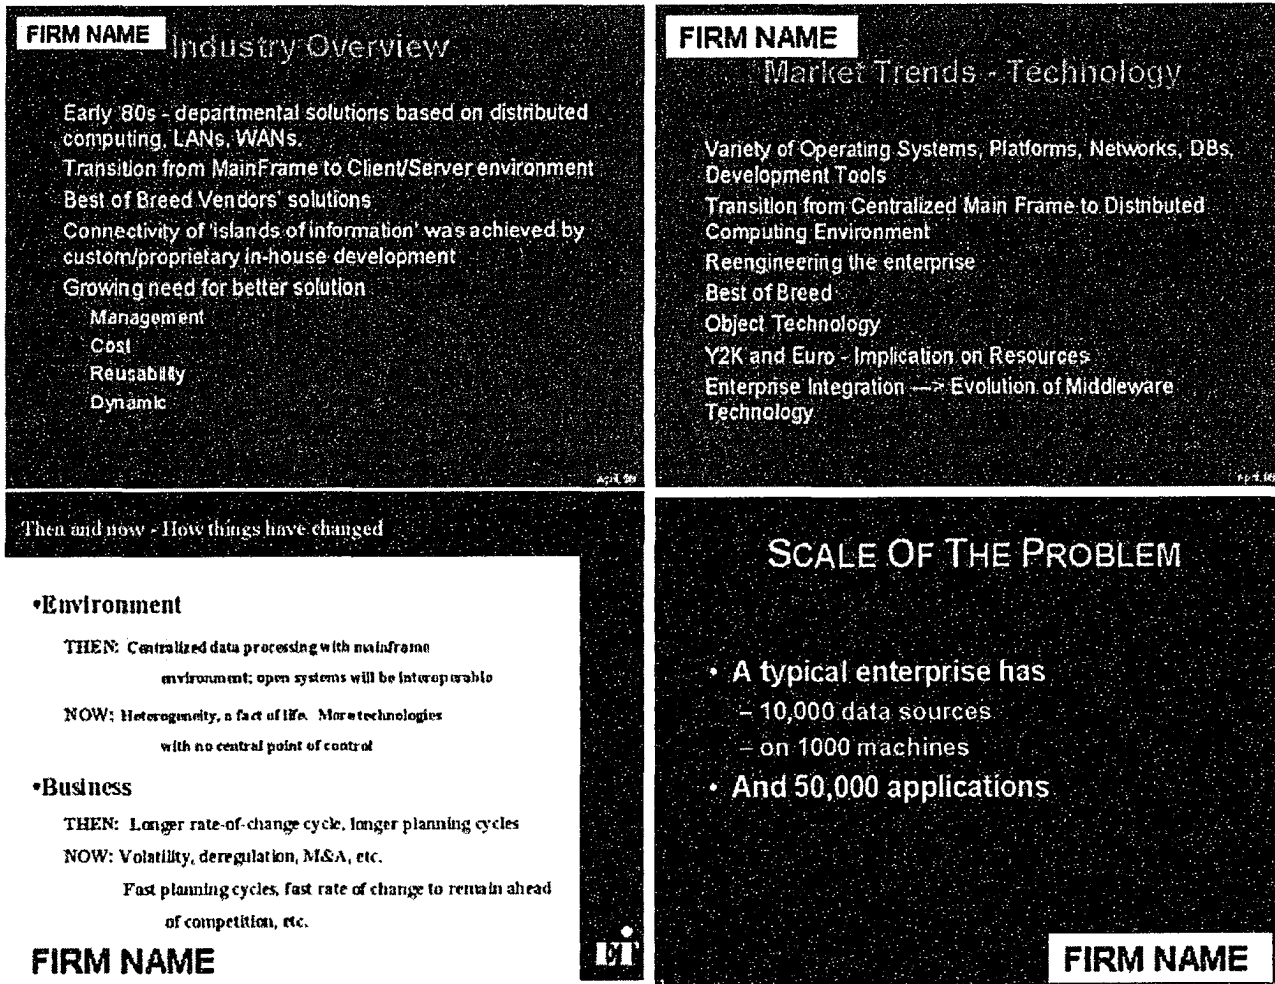 FIRM NAME
Industry Overview
Early 80s - departmental solutions based on distributed
computing, LANs, WANs.
Transition from MainFrame to Client/Server environment
Best of Breed Vendors' solutions
Connectivity of 'islands of information' was achieved by
custom/proprietary in-house development
Growing need for better solution
Management
Cost
Reusability
Dynamic
FIRM NAME
Market Trends - Technology
Variety of Operating Systems, Platforms, Networks, DBs,
Development Tools
Transition from Centralized Main Frame to Distributed
Computing Environment
Reengineering the enterprise
Best of Breed
Object Technology
Y2K and Euro - Implication on Resources
Enterprise Integration ---> Evolution of Middleware
Technology
Then and now - How things have changed
•Environment
THEN: Centralized data processing with mainframe
environment; open systems will be interoperable
NOW: Heterogeneity, a fact of life. More technologies
with no central point of control
•Business
THEN: Longer rate-of-change cycle, longer planning cycles
NOW: Volatility, deregulation, M&A, etc.
Fast planning cycles, fast rate of change to remain ahead
of competition, etc.
FIRM NAME
SCALE OF THE PROBLEM
• A typical enterprise has
– 10,000 data sources
– on 1000 machines
• And 50,000 applications
FIRM NAME